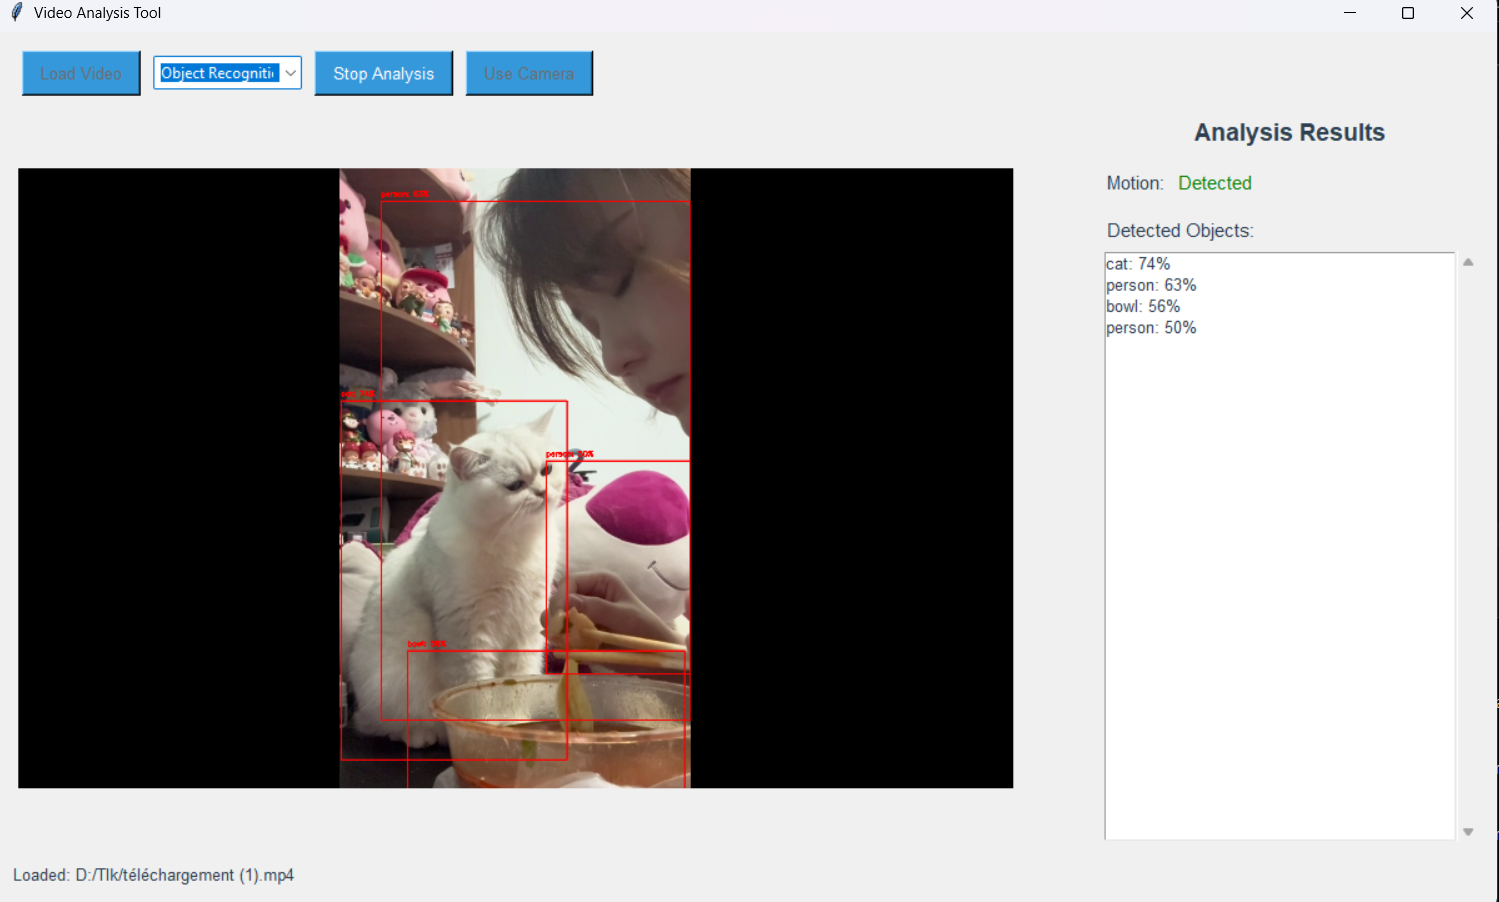 Video Analysis Tool
Load Video
Object Recogniti
Stop Analysis
Use Camera
Analysis Results
Motion: Detected
Detected Objects:
cat: 74%
person: 63%
bowl: 56%
person: 50%
person: 63%
cat: 74%
person: 50%
bowl: 56%
Loaded: D:/Tlk/téléchargement (1).mp4